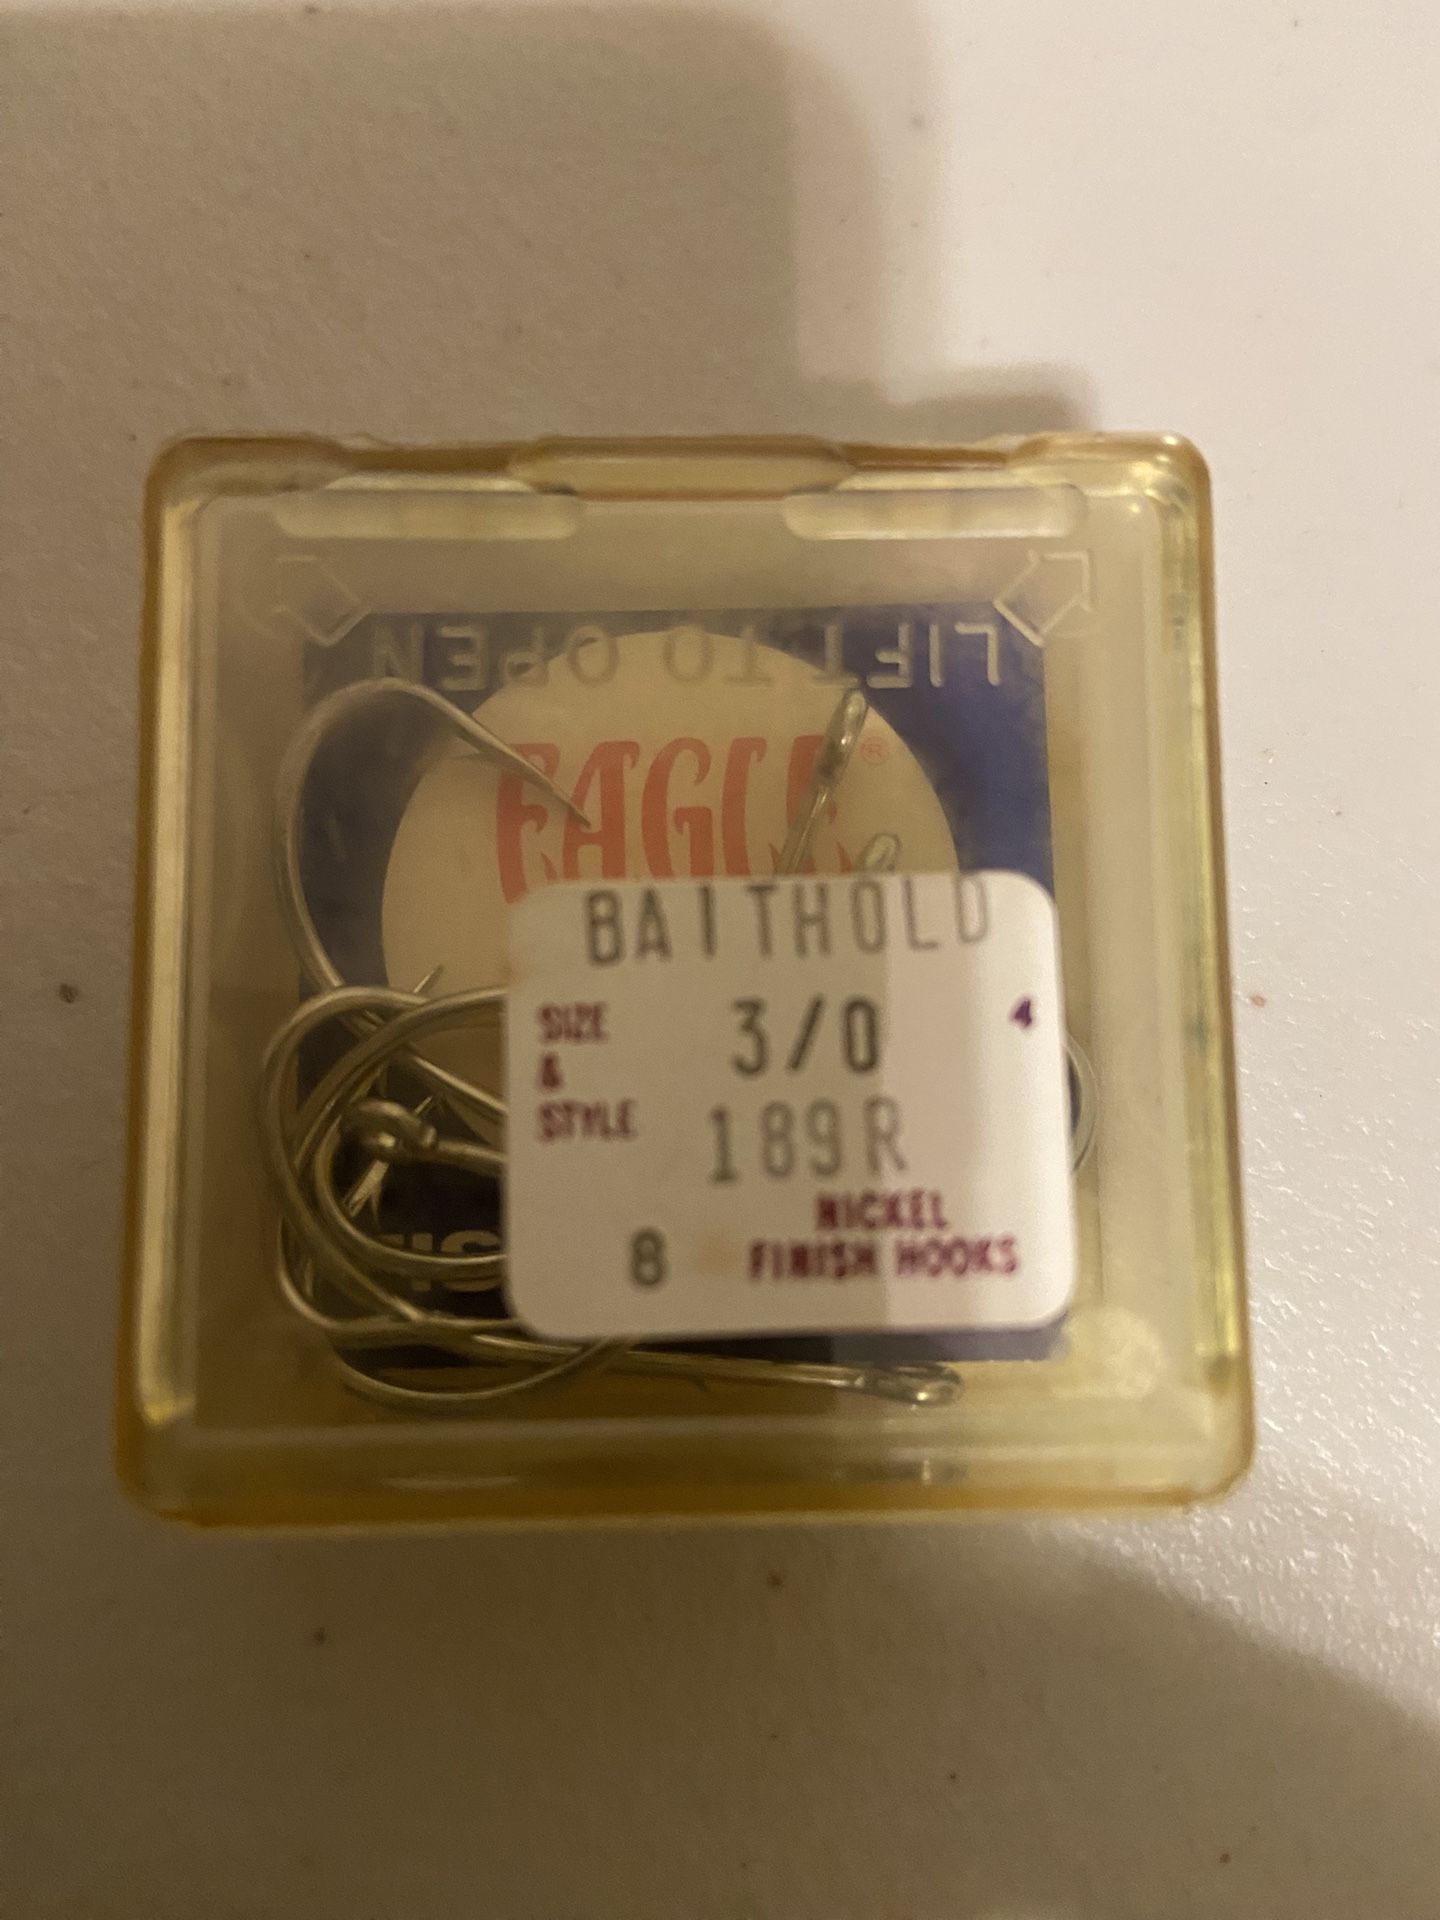 LIFT TO OPEN
EAGLE®
BAITHOLD
SIZE & STYLE
3/0
4
189R
8
NICKEL
FINISH HOOKS